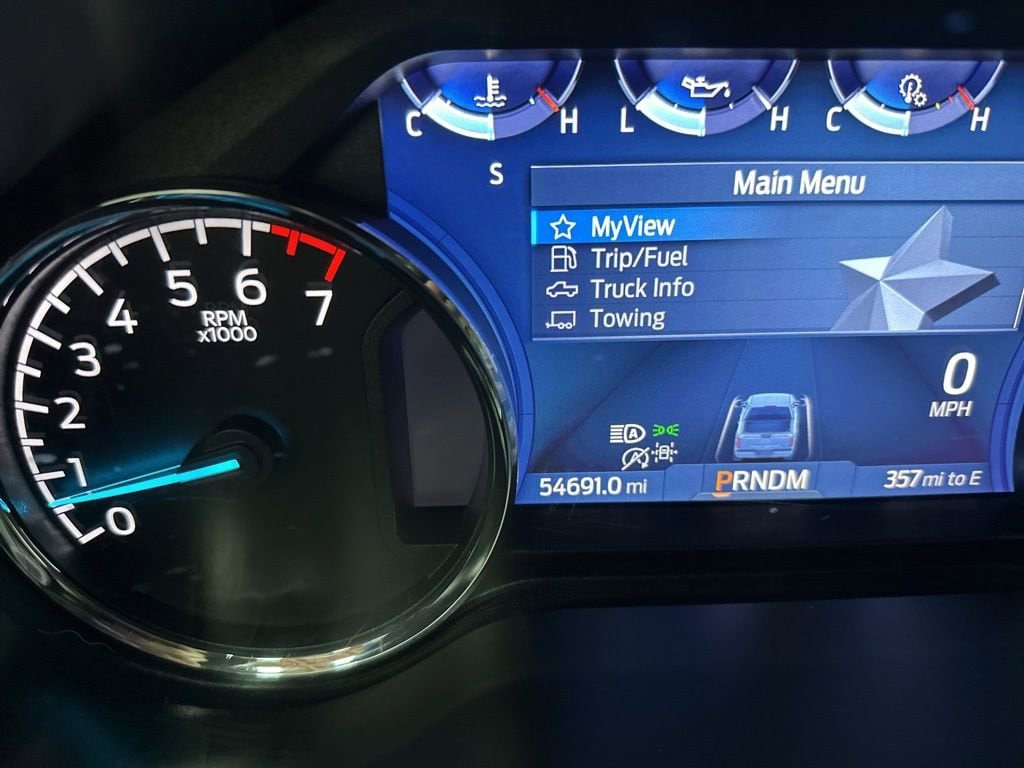 C H L H C H
S
Main Menu
MyView
Trip/Fuel
Truck Info
Towing
0
MPH
A
A
54691.0 mi
PRNDM
357 mi to E
0
1
2
3
4
5
6
7
RPM
x1000